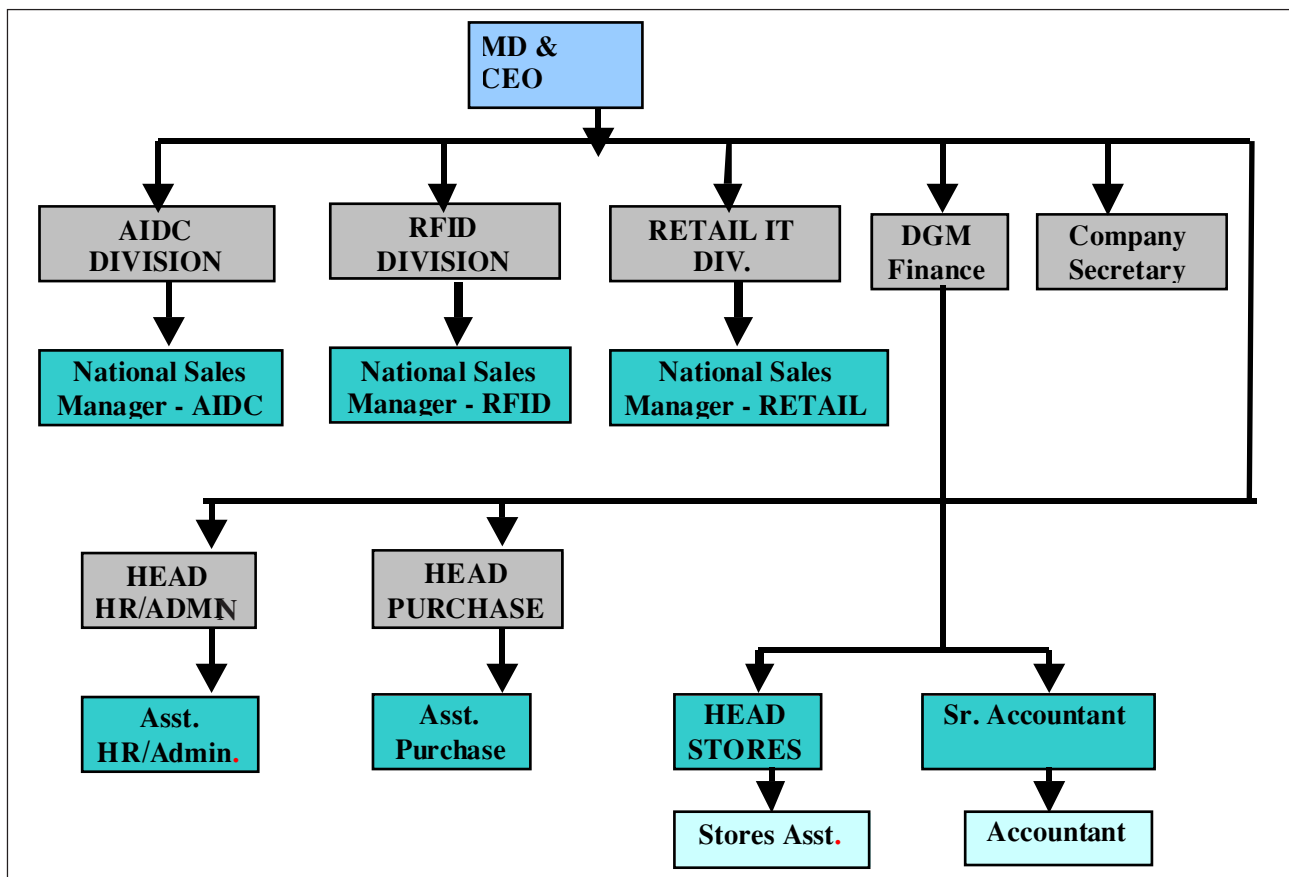 MD &
CEO
AIDC
DIVISION
RFID
DIVISION
RETAIL IT
DIV.
DGM
Finance
Company
Secretary
National Sales
Manager - AIDC
National Sales
Manager - RFID
National Sales
Manager - RETAIL
HEAD
HR/ADMIN
HEAD
PURCHASE
Asst.
HR/Admin.
Asst.
Purchase
HEAD
STORES
Sr. Accountant
Stores Asst.
Accountant